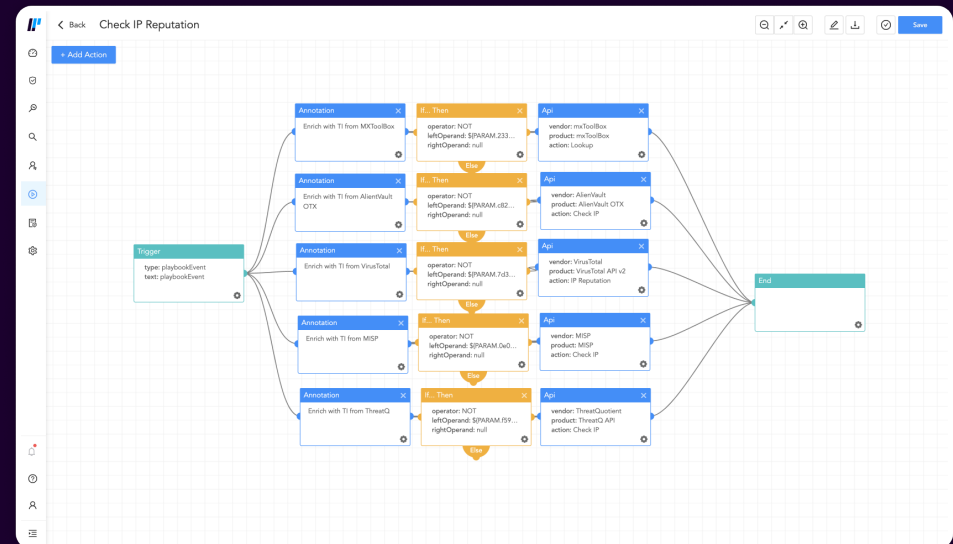 Back
Check IP Reputation
Save
+ Add Action
Annotation
Enrich with TI from MXToolBox
If... Then
operator: NOT
leftOperand: ${PARAM.233...
rightOperand: null
Else
Api
vendor: mxToolBox
product: mxToolBox
action: Lookup
Annotation
Enrich with TI from AlientVault
OTX
If... Then
operator: NOT
leftOperand: ${PARAM.c82...
rightOperand: null
Else
Api
vendor: AlienVault
product: AlienVault OTX
action: Check IP
Trigger
type: playbookEvent
text: playbookEvent
Annotation
Enrich with TI from VirusTotal
If... Then
operator: NOT
leftOperand: ${PARAM.7d3...
rightOperand: null
Else
Api
vendor: VirusTotal
product: VirusTotal API v2
action: IP Reputation
End
Annotation
Enrich with TI from MISP
If... Then
operator: NOT
leftOperand: ${PARAM.0e0...
rightOperand: null
Else
Api
vendor: MISP
product: MISP
action: Check IP
Annotation
Enrich with TI from ThreatQ
If... Then
operator: NOT
leftOperand: ${PARAM.f59...
rightOperand: null
Else
Api
vendor: ThreatQuotient
product: ThreatQ API
action: Check IP